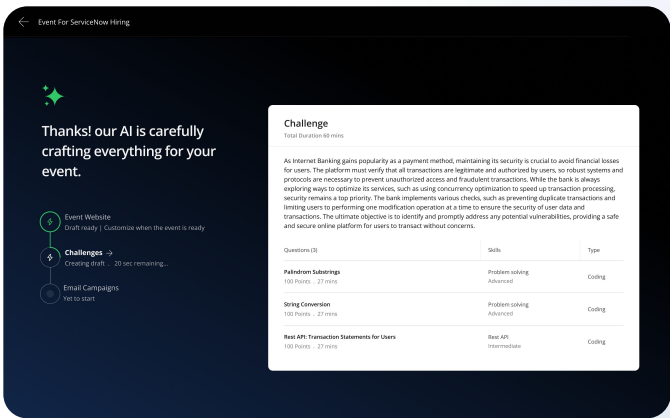 Event For ServiceNow Hiring
Thanks! our AI is carefully
crafting everything for your
event.
Event Website
Draft ready | Customize when the event is ready
Challenges →
Creating draft . 20 sec remaining...
Email Campaigns
Yet to start
Challenge
Total Duration 60 mins
As Internet Banking gains popularity as a payment method, maintaining its security is crucial to avoid financial losses
for users. The platform must verify that all transactions are legitimate and authorized by users, so robust systems and
protocols are necessary to prevent unauthorized access and fraudulent transactions. While the bank is always
exploring ways to optimize its services, such as using concurrency optimization to speed up transaction processing,
security remains a top priority. The bank implements various checks, such as preventing duplicate transactions and
limiting users to performing one modification operation at a time to ensure the security of user data and
transactions. The ultimate objective is to identify and promptly address any potential vulnerabilities, providing a safe
and secure online platform for users to transact without concerns.
Questions (3) Skills Type
Palindrom Substrings Problem solving Coding
100 Points . 27 mins Advanced
String Conversion Problem solving Coding
100 Points . 27 mins Advanced
Rest API: Transaction Statements for Users Rest API Coding
100 Points . 27 mins Intermediate